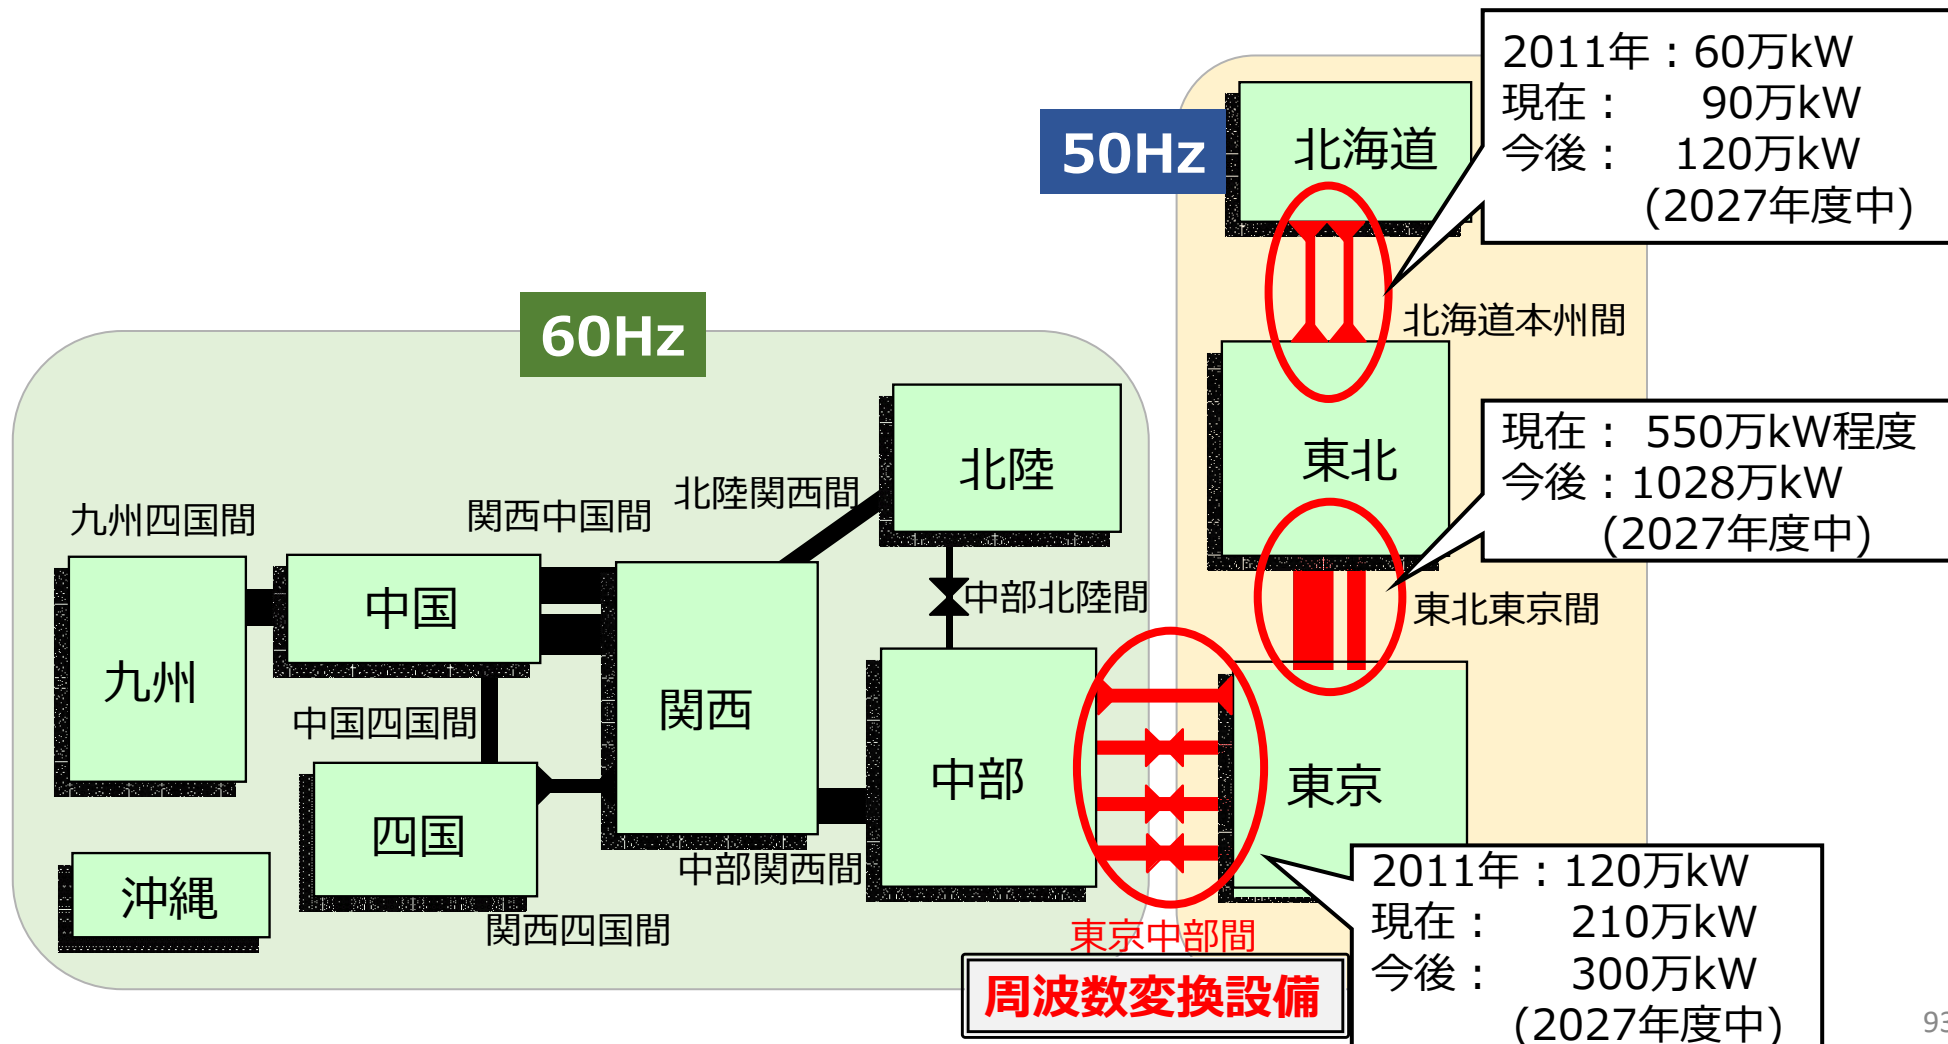 2011年：60万kW
現在： 90万kW
今後： 120万kW
(2027年度中)
50Hz
北海道
北海道本州間
60Hz
東北
現在： 550万kW程度
今後：1028万kW
(2027年度中)
東北東京間
北陸
北陸関西間
関西中国間
九州四国間
中部北陸間
中国
九州
関西
中国四国間
中部
東京
四国
中部関西間
沖縄
関西四国間
東京中部間
周波数変換設備
2011年：120万kW
現在： 210万kW
今後： 300万kW
(2027年度中)
93